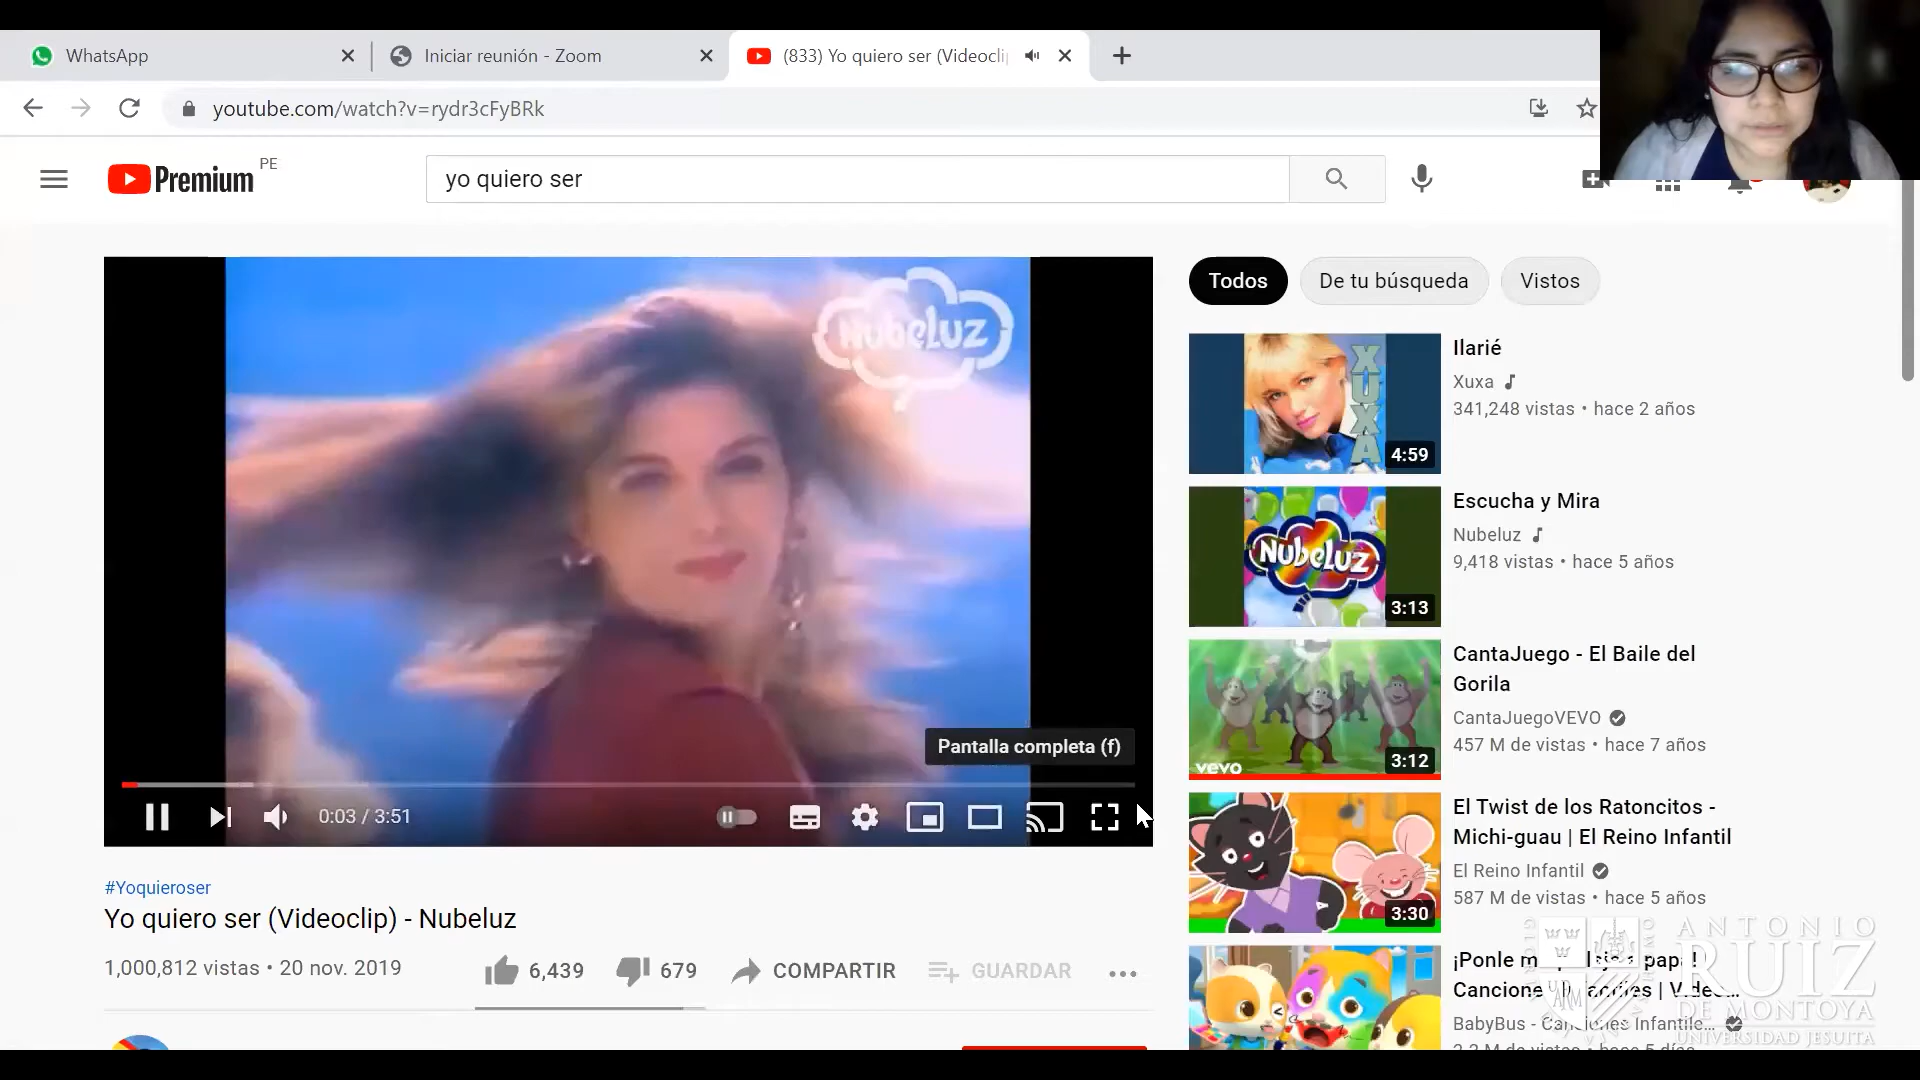 WhatsApp
Iniciar reunión - Zoom
(833) Yo quiero ser (Videocli
youtube.com/watch?v=rydr3cFyBRk
Premium PE
yo quiero ser
Nubeluz
Pantalla completa (f)
0:03 / 3:51
#Yoquieroser
Yo quiero ser (Videoclip) - Nubeluz
1,000,812 vistas • 20 nov. 2019
6,439
679
COMPARTIR
GUARDAR
Todos
De tu búsqueda
Vistos
XUXA
4:59
Ilarié
Xuxa
341,248 vistas • hace 2 años
Nubeluz
3:13
Escucha y Mira
Nubeluz
9,418 vistas • hace 5 años
vevo
3:12
CantaJuego - El Baile del
Gorila
CantaJuegoVEVO
457 M de vistas • hace 7 años
3:30
El Twist de los Ratoncitos -
Michi-guau | El Reino Infantil
El Reino Infantil
587 M de vistas • hace 5 años
¡Ponle papá!
BabyBus -
ANTONIO
RUIZ
DE MONTOYA
UNIVERSIDAD JESUITA